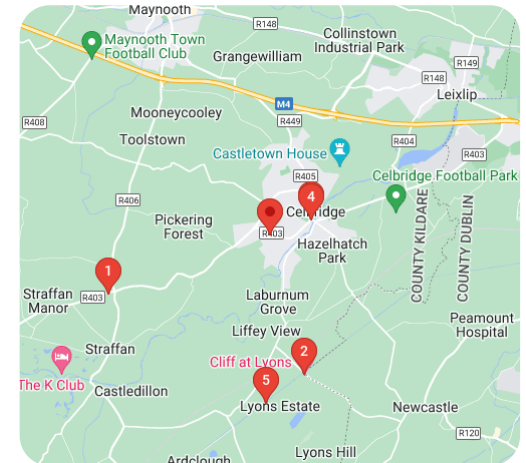 Maynooth
R148
Collinstown
Industrial Park
Maynooth Town
Football Club
Grangewilliam
R149
R148
Leixlip
M4
R408
Mooneycooley
R449
Toolstown
R404
Castletown House
R403
R405
Celbridge Football Park
R406
4
Celbridge
Pickering
Forest
R403
Hazelhatch
Park
COUNTY KILDARE
COUNTY DUBLIN
1
Straffan
Manor
R403
Laburnum
Grove
Peamount
Hospital
Liffey View
Straffan
2
Cliff at Lyons
The K Club
5
Castledillon
Lyons Estate
Newcastle
R120
Lyons Hill
Ardclough